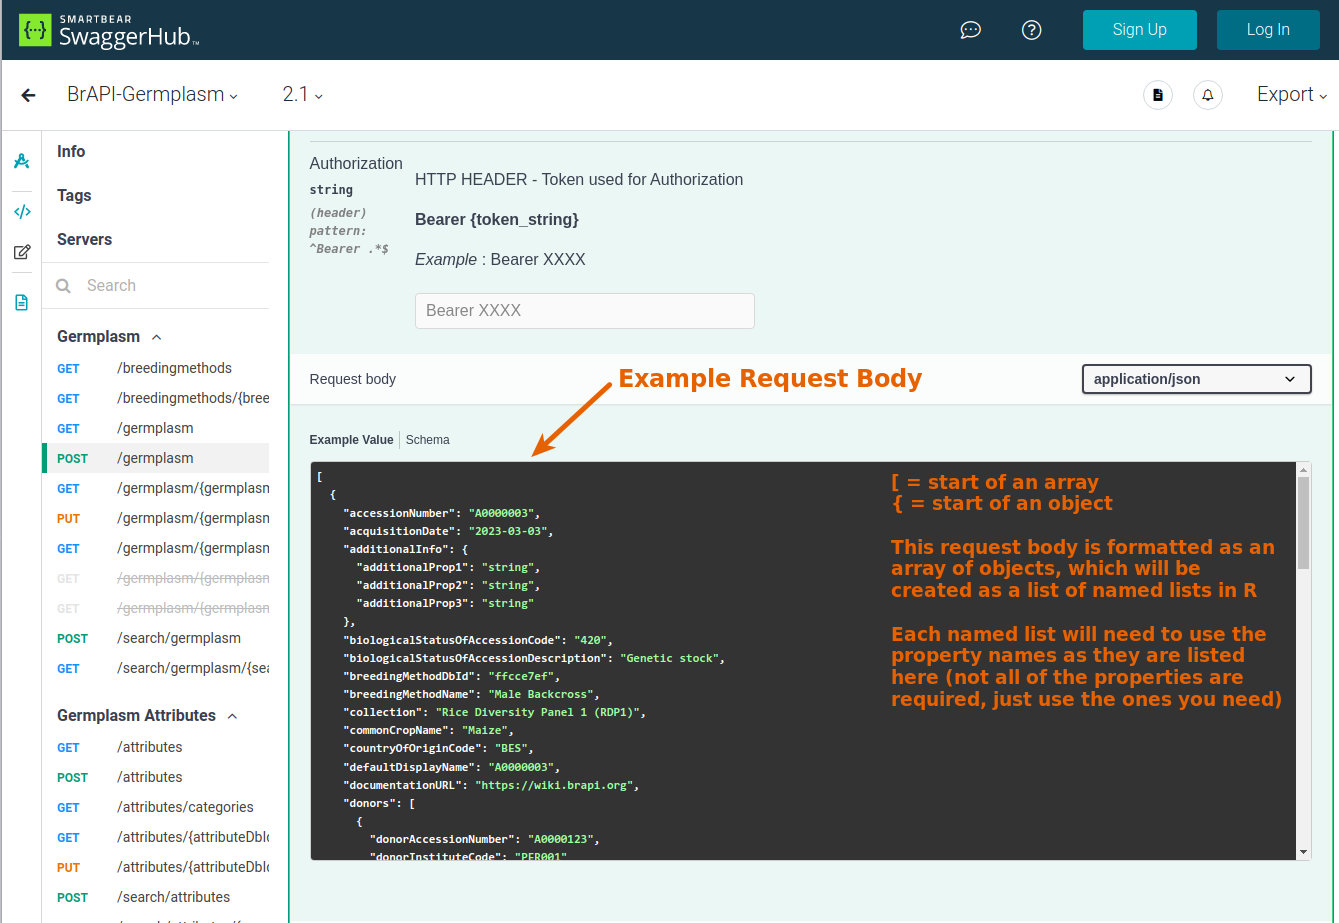 SMARTBEAR
SwaggerHub™
Sign Up
Log In
BrAPI-Germplasm
2.1
Export
Info
Tags
Servers
Search
Germplasm
GET /breedingmethods
GET /breedingmethods/{bree
GET /germplasm
POST /germplasm
GET /germplasm/{germplasn
PUT /germplasm/{germplasn
GET /germplasm/{germplasn
GET /germplasm/{germplasn
GET /germplasm/{germplasn
POST /search/germplasm
GET /search/germplasm/{sea
Germplasm Attributes
GET /attributes
POST /attributes
GET /attributes/categories
GET /attributes/{attributeDbIc
PUT /attributes/{attributeDbIc
POST /search/attributes
Authorization
string
(header)
pattern:
^Bearer .*$
HTTP HEADER - Token used for Authorization
Bearer {token_string}
Example : Bearer XXXX
Bearer XXXX
Request body
Example Request Body
application/json
Example Value
Schema
[
{
"accessionNumber": "A0000003",
"acquisitionDate": "2023-03-03",
"additionalInfo": {
"additionalProp1": "string",
"additionalProp2": "string",
"additionalProp3": "string"
},
"biologicalStatusOfAccessionCode": "420",
"biologicalStatusOfAccessionDescription": "Genetic stock",
"breedingMethodDbId": "ffcce7ef",
"breedingMethodName": "Male Backcross",
"collection": "Rice Diversity Panel 1 (RDP1)",
"commonCropName": "Maize",
"countryOfOriginCode": "BES",
"defaultDisplayName": "A0000003",
"documentationURL": "https://wiki.brapi.org",
"donors": [
{
"donorAccessionNumber": "A0000123",
"donorInstituteCode": "PER001"
[ = start of an array
{ = start of an object
This request body is formatted as an
array of objects, which will be
created as a list of named lists in R
Each named list will need to use the
property names as they are listed
here (not all of the properties are
required, just use the ones you need)